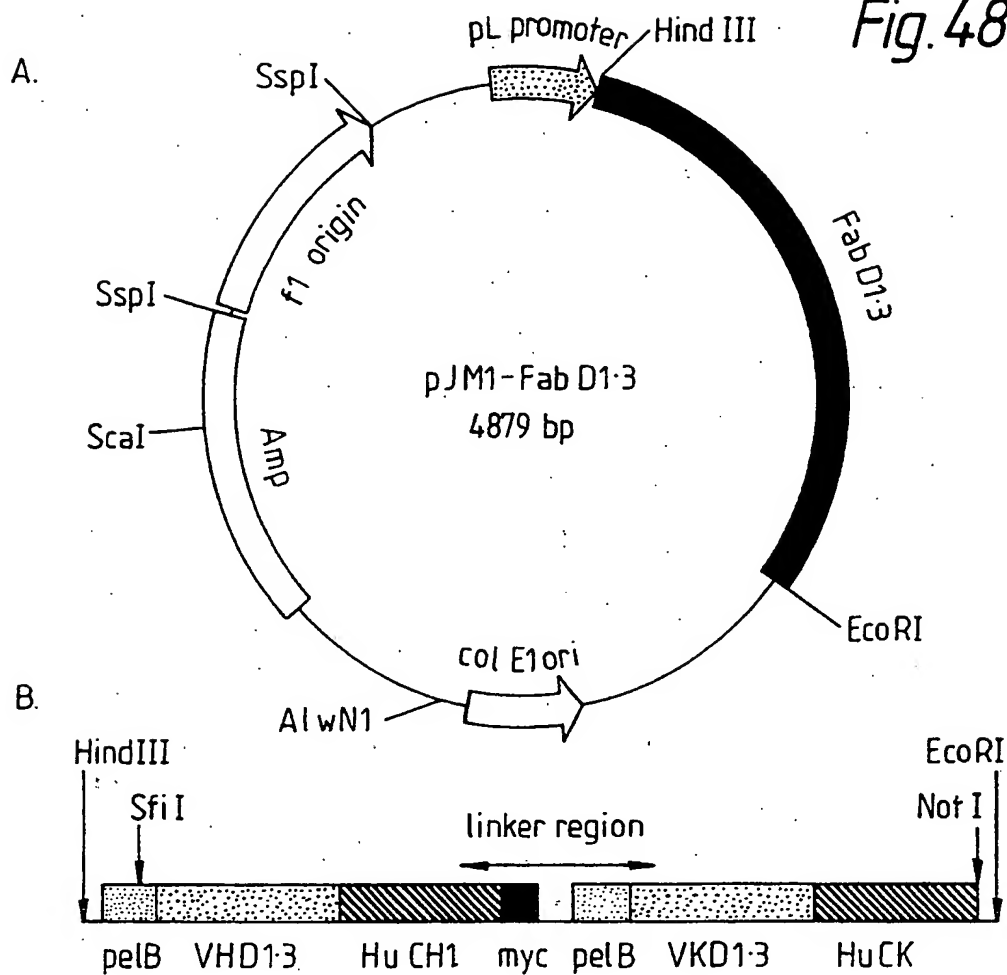 Fig. 48
A.
pL promoter
Hind III
SspI
f1 origin
Fab D1·3
SspI
pJM1-Fab D1·3
4879 bp
ScaI
Amp
EcoRI
col E1 ori
AlwN1
B.
HindIII
EcoRI
Sfi I
Not I
linker region
pelB VHD1·3 Hu CH1 myc pelB VKD1·3 HuCK